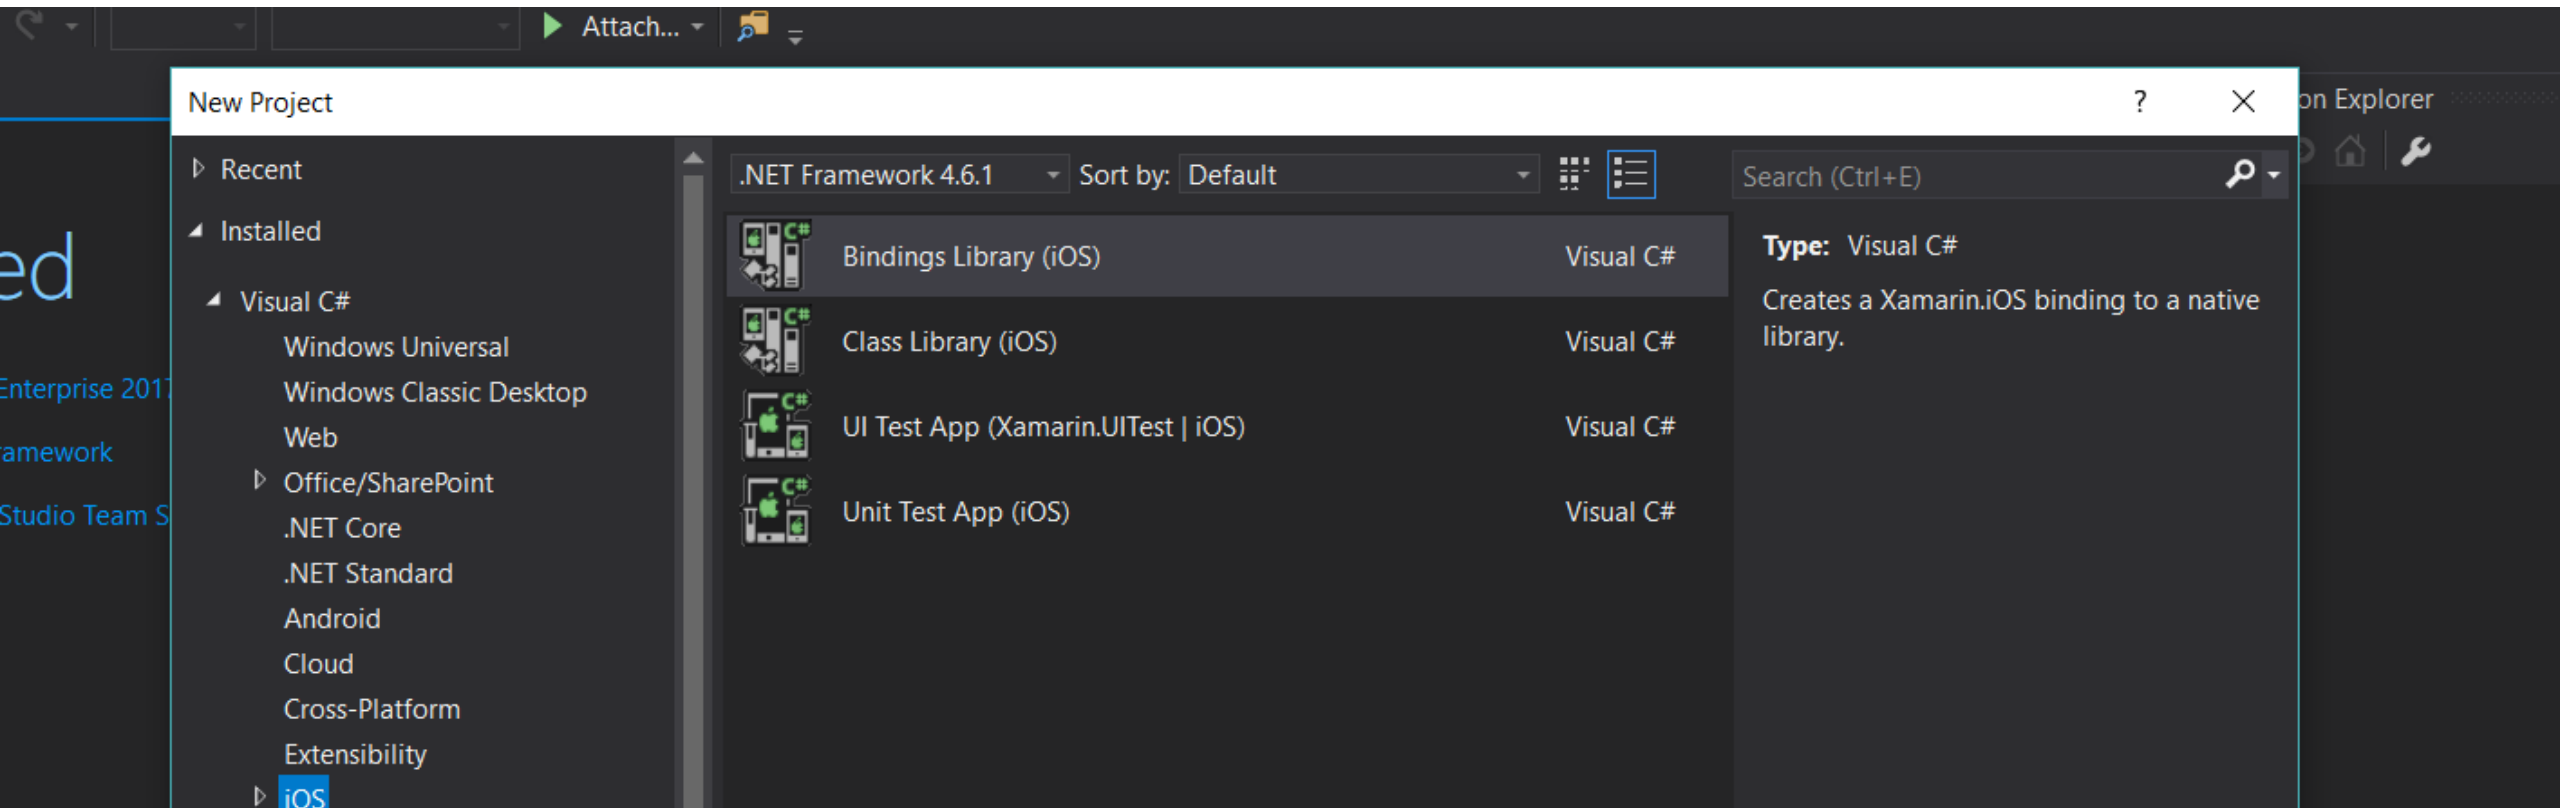 Attach...
New Project
?
on Explorer
Recent
.NET Framework 4.6.1
Sort by:
Default
Search (Ctrl+E)
Installed
ed
Visual C#
Windows Universal
Windows Classic Desktop
Web
Office/SharePoint
.NET Core
.NET Standard
Android
Cloud
Cross-Platform
Extensibility
iOS
Enterprise 2017
amework
Studio Team S
C#
Bindings Library (iOS) Visual C#
C#
Class Library (iOS) Visual C#
C#
UI Test App (Xamarin.UITest | iOS) Visual C#
C#
Unit Test App (iOS) Visual C#
Type: Visual C#
Creates a Xamarin.iOS binding to a native
library.